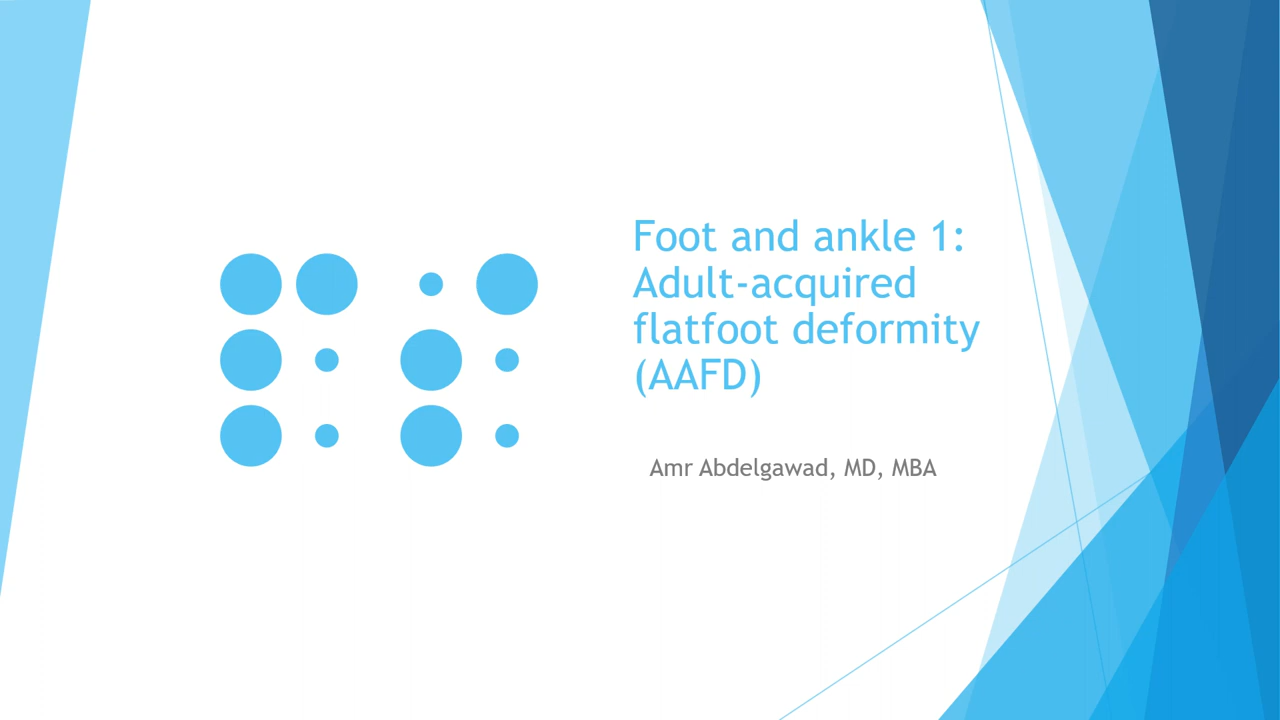 Foot and ankle 1:
Adult-acquired
flatfoot deformity
(AAFD)
Amr Abdelgawad, MD, MBA